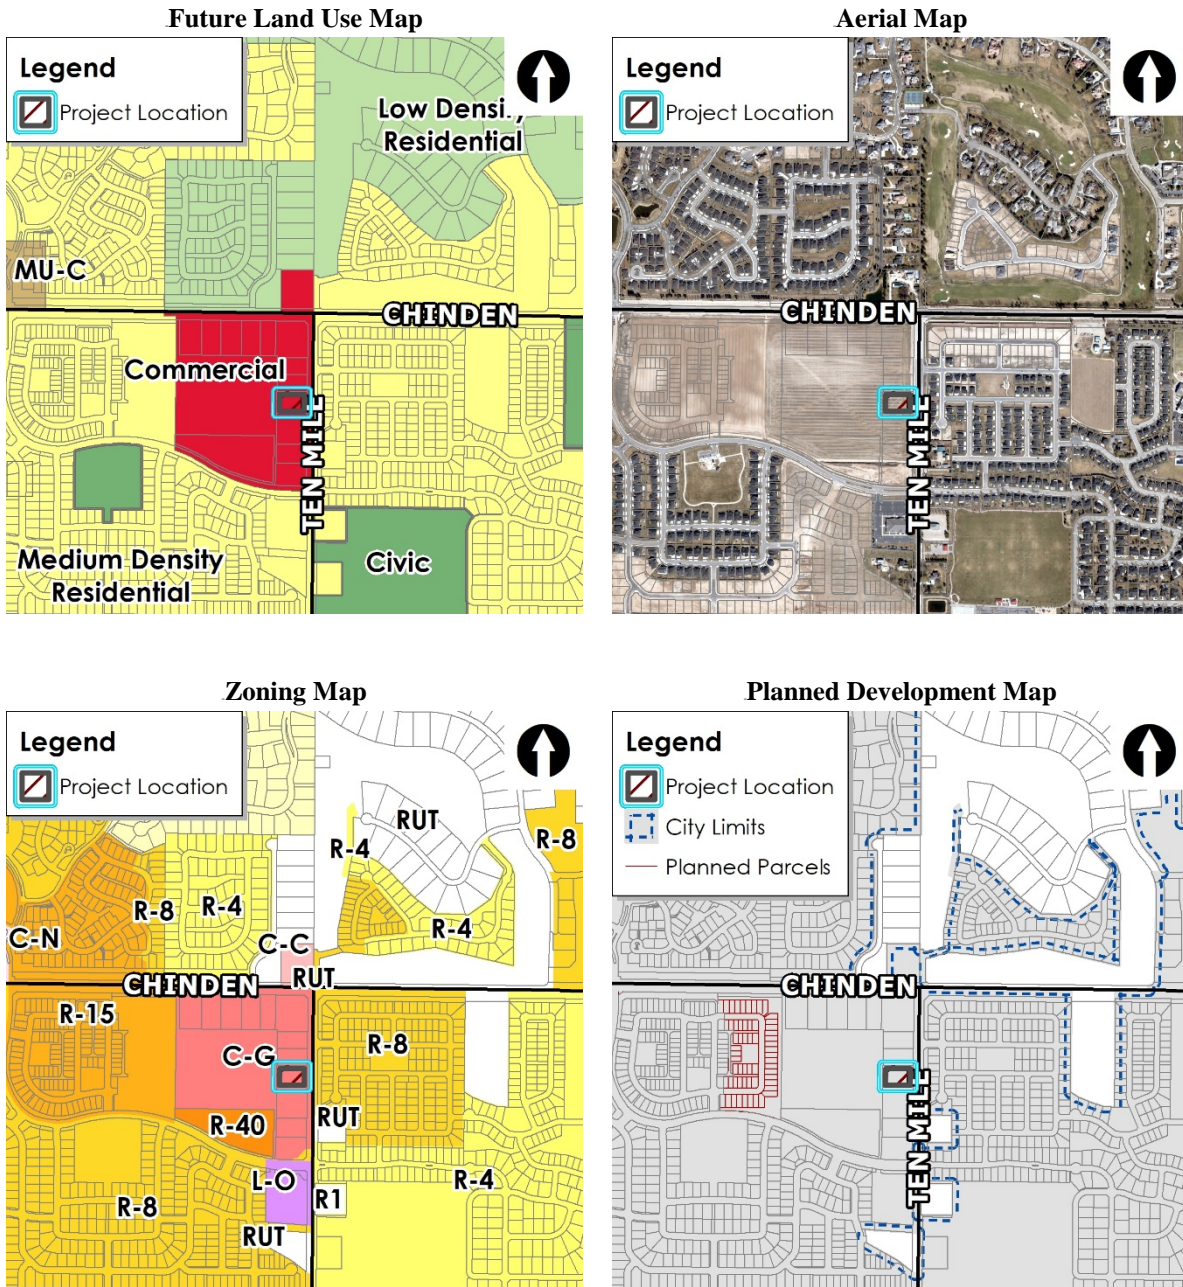 Future Land Use Map
Legend
Project Location
Low Density
Residential
MU-C
CHINDEN
Commercial
TEN MILE
Medium Density
Residential
Civic
Aerial Map
Legend
Project Location
CHINDEN
TEN MILE
Zoning Map
Legend
Project Location
RUT
R-4
R-8
R-8
R-4
R-4
C-N
C-C
RUT
CHINDEN
R-15
R-8
C-G
RUT
R-40
L-O
R-4
R1
R-8
RUT
Planned Development Map
Legend
Project Location
City Limits
Planned Parcels
CHINDEN
TEN MILE